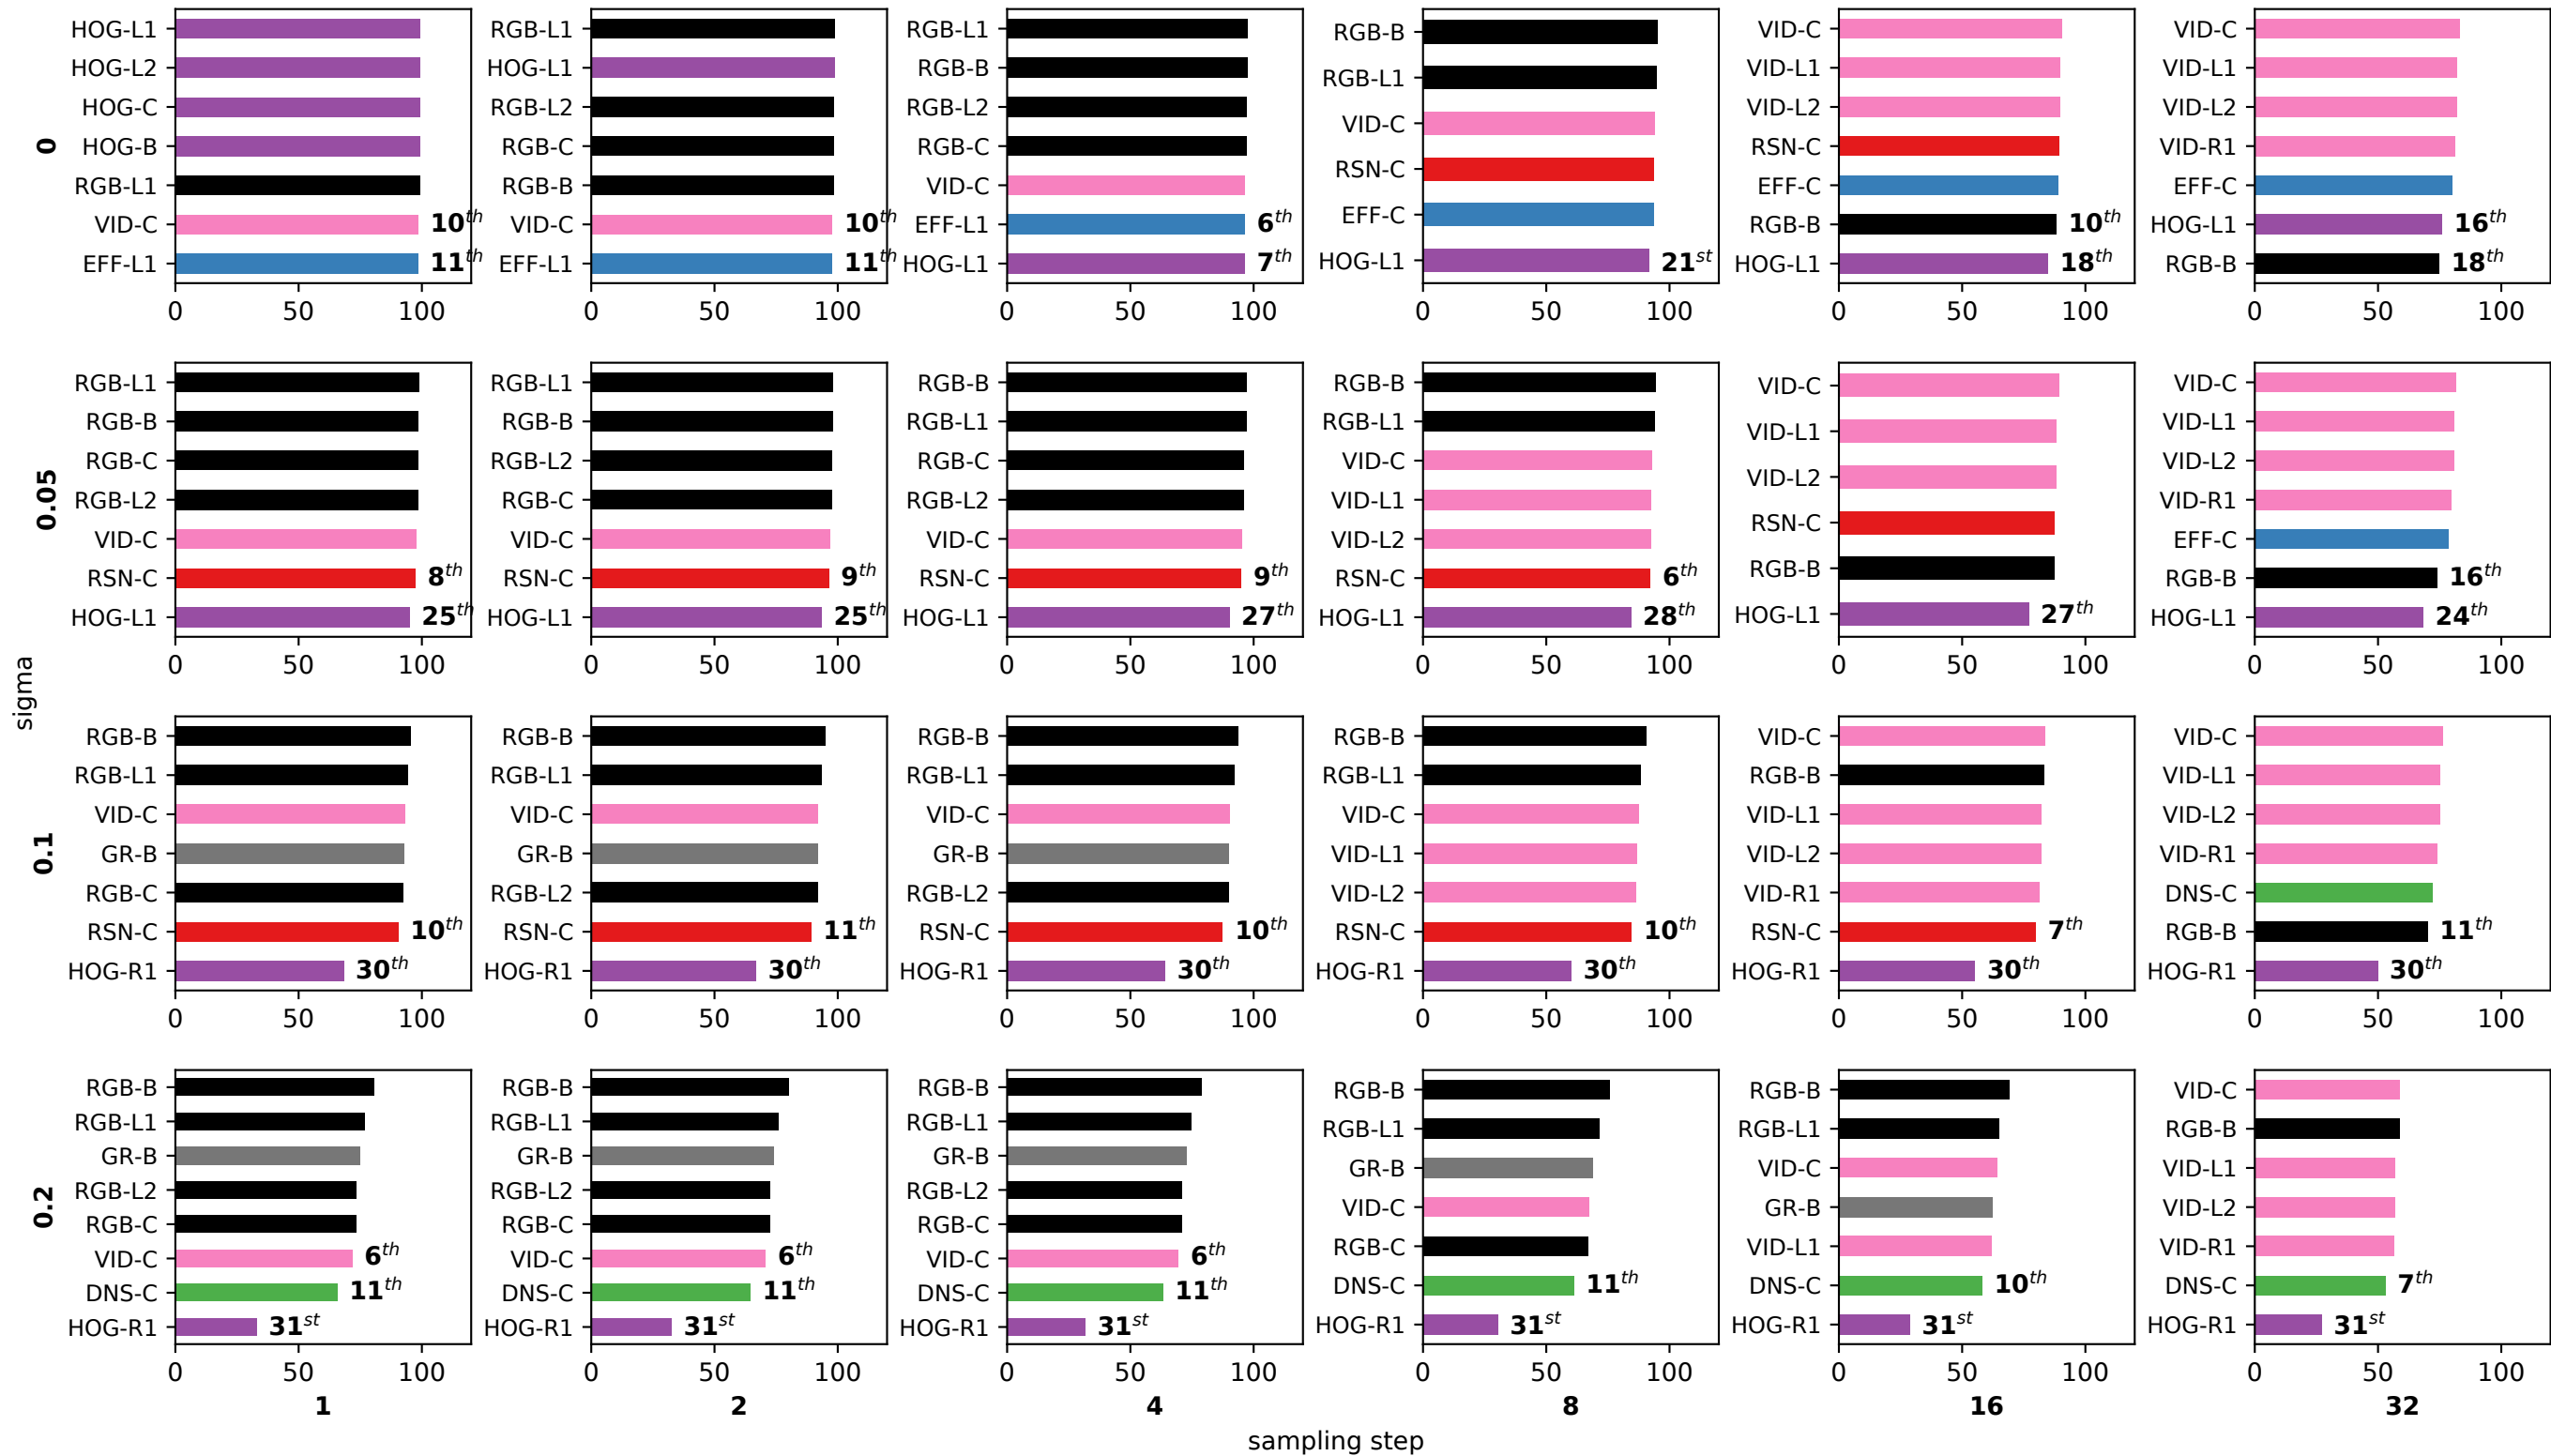 HOG-L1
HOG-L2
HOG-C
HOG-B
RGB-L1
VID-C 10th
EFF-L1 11th
0 50 100
RGB-L1
HOG-L1
RGB-L2
RGB-C
RGB-B
VID-C 10th
EFF-L1 11th
0 50 100
RGB-L1
RGB-B
RGB-L2
RGB-C
VID-C
EFF-L1 6th
HOG-L1 7th
0 50 100
RGB-B
RGB-L1
VID-C
RSN-C
EFF-C
HOG-L1 21st
0 50 100
VID-C
VID-L1
VID-L2
RSN-C
EFF-C
RGB-B 10th
HOG-L1 18th
0 50 100
VID-C
VID-L1
VID-L2
VID-R1
EFF-C
HOG-L1 16th
RGB-B 18th
0 50 100
0
RGB-L1
RGB-B
RGB-C
RGB-L2
VID-C
RSN-C 8th
HOG-L1 25th
0 50 100
RGB-L1
RGB-B
RGB-L2
RGB-C
VID-C
RSN-C 9th
HOG-L1 25th
0 50 100
RGB-B
RGB-L1
RGB-C
RGB-L2
VID-C
RSN-C 9th
HOG-L1 27th
0 50 100
RGB-B
RGB-L1
VID-C
VID-L1
VID-L2
RSN-C 6th
HOG-L1 28th
0 50 100
VID-C
VID-L1
VID-L2
RSN-C
RGB-B
HOG-L1 27th
0 50 100
VID-C
VID-L1
VID-L2
VID-R1
EFF-C
RGB-B 16th
HOG-L1 24th
0 50 100
0.05
sigma
RGB-B
RGB-L1
VID-C
GR-B
RGB-C
RSN-C 10th
HOG-R1 30th
0 50 100
RGB-B
RGB-L1
VID-C
GR-B
RGB-L2
RSN-C 11th
HOG-R1 30th
0 50 100
RGB-B
RGB-L1
VID-C
GR-B
RGB-L2
RSN-C 10th
HOG-R1 30th
0 50 100
RGB-B
RGB-L1
VID-C
VID-L1
VID-L2
RSN-C 10th
HOG-R1 30th
0 50 100
VID-C
RGB-B
VID-L1
VID-L2
VID-R1
RSN-C 7th
HOG-R1 30th
0 50 100
VID-C
VID-L1
VID-L2
VID-R1
DNS-C
RGB-B 11th
HOG-R1 30th
0 50 100
0.1
RGB-B
RGB-L1
GR-B
RGB-L2
RGB-C
VID-C 6th
DNS-C 11th
HOG-R1 31st
0 50 100
RGB-B
RGB-L1
GR-B
RGB-L2
RGB-C
VID-C 6th
DNS-C 11th
HOG-R1 31st
0 50 100
RGB-B
RGB-L1
GR-B
RGB-L2
RGB-C
VID-C 6th
DNS-C 11th
HOG-R1 31st
0 50 100
RGB-B
RGB-L1
GR-B
VID-C
RGB-C
DNS-C 11th
HOG-R1 31st
0 50 100
RGB-B
RGB-L1
VID-C
GR-B
VID-L1
DNS-C 10th
HOG-R1 31st
0 50 100
VID-C
RGB-B
VID-L1
VID-L2
VID-R1
DNS-C 7th
HOG-R1 31st
0 50 100
0.2
1 2 4 8 16 32
sampling step